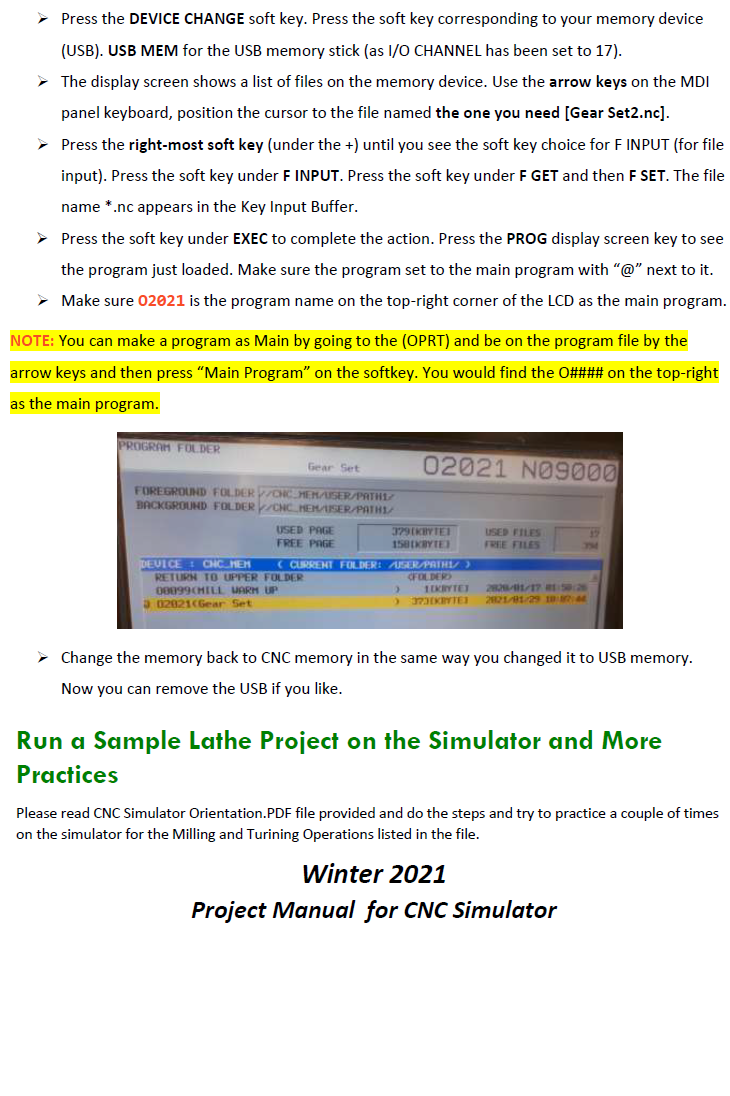 ➢ Press the DEVICE CHANGE soft key. Press the soft key corresponding to your memory device
(USB). USB MEM for the USB memory stick (as I/O CHANNEL has been set to 17).
➢ The display screen shows a list of files on the memory device. Use the arrow keys on the MDI
panel keyboard, position the cursor to the file named the one you need [Gear Set2.nc].
➢ Press the right-most soft key (under the +) until you see the soft key choice for F INPUT (for file
input). Press the soft key under F INPUT. Press the soft key under F GET and then F SET. The file
name *.nc appears in the Key Input Buffer.
➢ Press the soft key under EXEC to complete the action. Press the PROG display screen key to see
the program just loaded. Make sure the program set to the main program with “@” next to it.
➢ Make sure O2021 is the program name on the top-right corner of the LCD as the main program.
NOTE: You can make a program as Main by going to the (OPRT) and be on the program file by the
arrow keys and then press “Main Program” on the softkey. You would find the O#### on the top-right
as the main program.
PROGRAM FOLDER
Gear Set O2021 N09000
FOREGROUND FOLDER //CNC_MEM/USER/PATH1/
BACKGROUND FOLDER //CNC_MEM/USER/PATH1/
USED PAGE 379[KBYTE] USED FILES 17
FREE PAGE 158[KBYTE] FREE FILES
DEVICE : CNC_MEM ( CURRENT FOLDER: /USER/PATH1/ )
RETURN TO UPPER FOLDER (FOLDER)
O0099(MILL WARM UP ) 1[KBYTE] 2020/01/17
@ O2021(Gear Set ) 373[KBYTE] 2021/01/29
➢ Change the memory back to CNC memory in the same way you changed it to USB memory.
Now you can remove the USB if you like.
Run a Sample Lathe Project on the Simulator and More
Practices
Please read CNC Simulator Orientation.PDF file provided and do the steps and try to practice a couple of times
on the simulator for the Milling and Turining Operations listed in the file.
Winter 2021
Project Manual for CNC Simulator